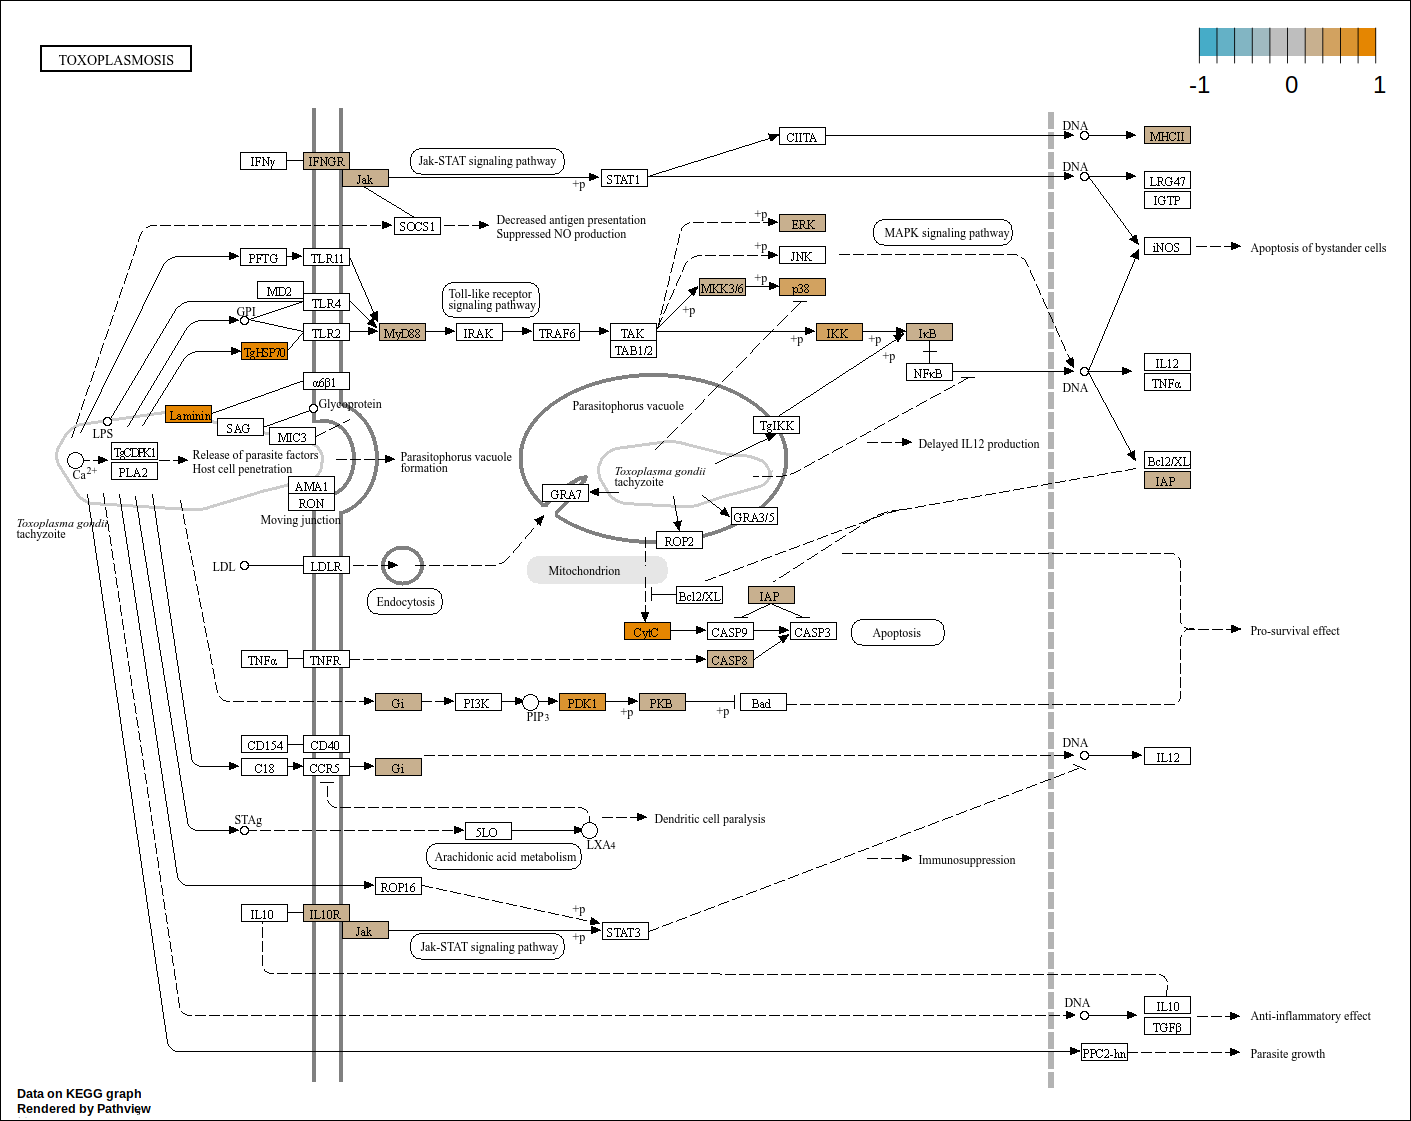 TOXOPLASMOSIS
-1 0 1
DNA
CIITA
MHCII
IFNγ
IFNGR
Jak-STAT signaling pathway
Jak
+p
STAT1
DNA
LRG47
IGTP
SOCS1
Decreased antigen presentation
Suppressed NO production
+p
ERK
MAPK signaling pathway
iNOS
Apoptosis of bystander cells
PFTG
TLR11
+p
JNK
MD2
TLR4
Toll-like receptor
signaling pathway
MKK3/6
+p
p38
GPI
+p
TLR2
MyD88
IRAK
TRAF6
TAK
TAB1/2
+p
IKK
IκB
+p
TgHSP70
NFκB
IL12
TNFα
DNA
α6β1
Glycoprotein
Parasitophorus vacuole
Laminin
SAG
MIC3
TgIKK
LPS
Delayed IL12 production
Ca2+
TgCDPK1
PLA2
Release of parasite factors
Host cell penetration
Parasitophorus vacuole
formation
Toxoplasma gondii
tachyzoite
Bcl2/XL
IAP
AMA1
RON
Moving junction
GRA7
GRA3/5
ROP2
Toxoplasma gondii
tachyzoite
LDL
LDLR
Mitochondrion
Endocytosis
Bcl2/XL
IAP
CytC
CASP9
CASP3
Apoptosis
Pro-survival effect
TNFα
TNFR
CASP8
Gi
PI3K
PIP3
PDK1
+p
PKB
+p
Bad
CD154
CD40
DNA
IL12
C18
CCR5
Gi
STAg
5LO
LXA4
Dendritic cell paralysis
Arachidonic acid metabolism
Immunosuppression
ROP16
+p
IL10
IL10R
Jak
+p
STAT3
Jak-STAT signaling pathway
DNA
IL10
TGFβ
Anti-inflammatory effect
PPC2-hn
Parasite growth
Data on KEGG graph
Rendered by Pathview